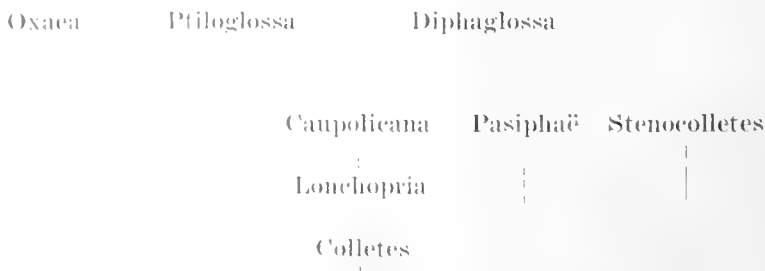 Oxaea Ptiloglossa Diphaglossa
Caupolicana Pasiphaë Stenocolletes
Lonchopria
Colletes